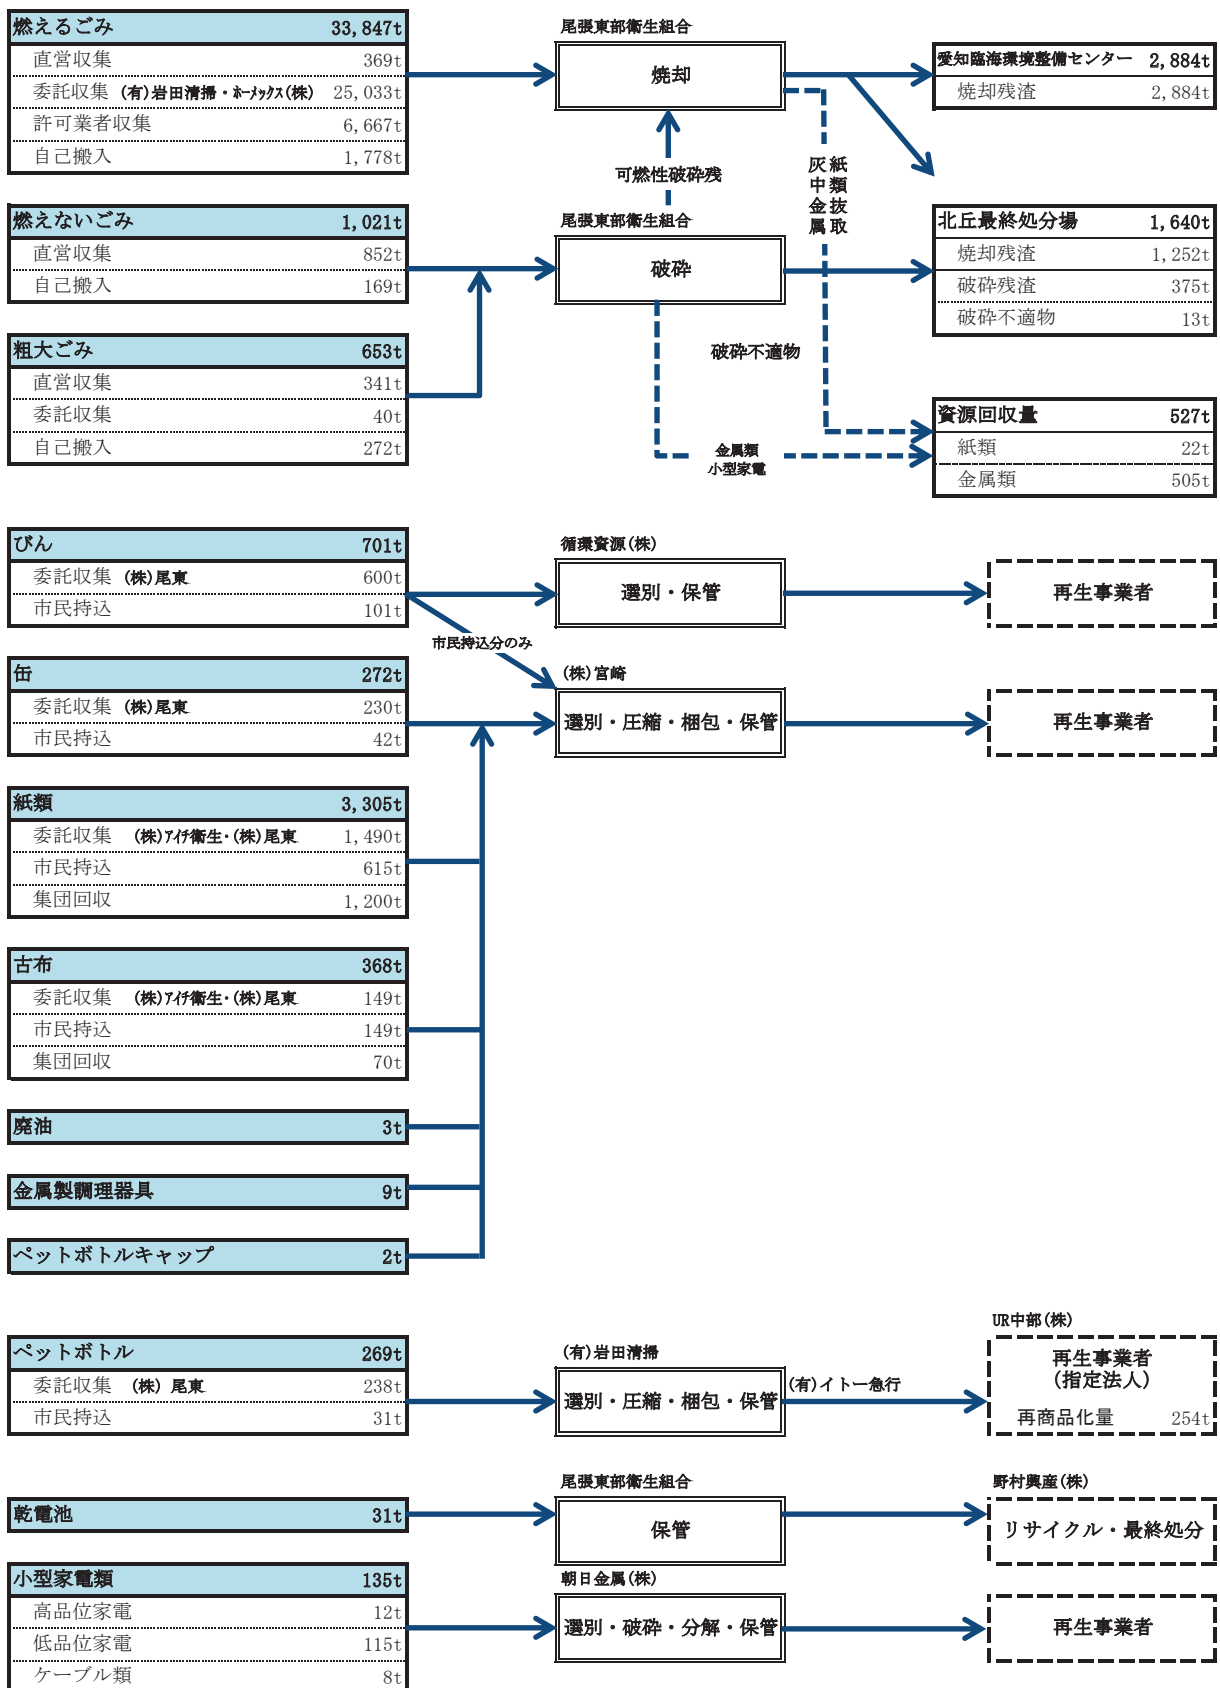 燃えるごみ 33,847t
直営収集 369t
委託収集 (有)岩田清掃・ﾎｰﾒｯｸｽ(株) 25,033t
許可業者収集 6,667t
自己搬入 1,778t
尾張東部衛生組合
焼却
愛知臨海環境整備センター 2,884t
焼却残渣 2,884t
可燃性破砕残
灰中金属
紙類抜取
燃えないごみ 1,021t
直営収集 852t
自己搬入 169t
尾張東部衛生組合
破砕
北丘最終処分場 1,640t
焼却残渣 1,252t
破砕残渣 375t
破砕不適物 13t
粗大ごみ 653t
直営収集 341t
委託収集 40t
自己搬入 272t
破砕不適物
金属類
小型家電
資源回収量 527t
紙類 22t
金属類 505t
びん 701t
委託収集 (株)尾東 600t
市民持込 101t
循環資源(株)
選別・保管
再生事業者
市民持込分のみ
缶 272t
委託収集 (株)尾東 230t
市民持込 42t
(株)宮崎
選別・圧縮・梱包・保管
再生事業者
紙類 3,305t
委託収集 (株)ｱｲﾁ衛生・(株)尾東 1,490t
市民持込 615t
集団回収 1,200t
古布 368t
委託収集 (株)ｱｲﾁ衛生・(株)尾東 149t
市民持込 149t
集団回収 70t
廃油 3t
金属製調理器具 9t
ペットボトルキャップ 2t
ペットボトル 269t
委託収集 (株) 尾東 238t
市民持込 31t
(有)岩田清掃
選別・圧縮・梱包・保管
(有)イトー急行
UR中部(株)
再生事業者
(指定法人)
再商品化量 254t
乾電池 31t
尾張東部衛生組合
保管
野村興産(株)
リサイクル・最終処分
小型家電類 135t
高品位家電 12t
低品位家電 115t
ケーブル類 8t
朝日金属(株)
選別・破砕・分解・保管
再生事業者